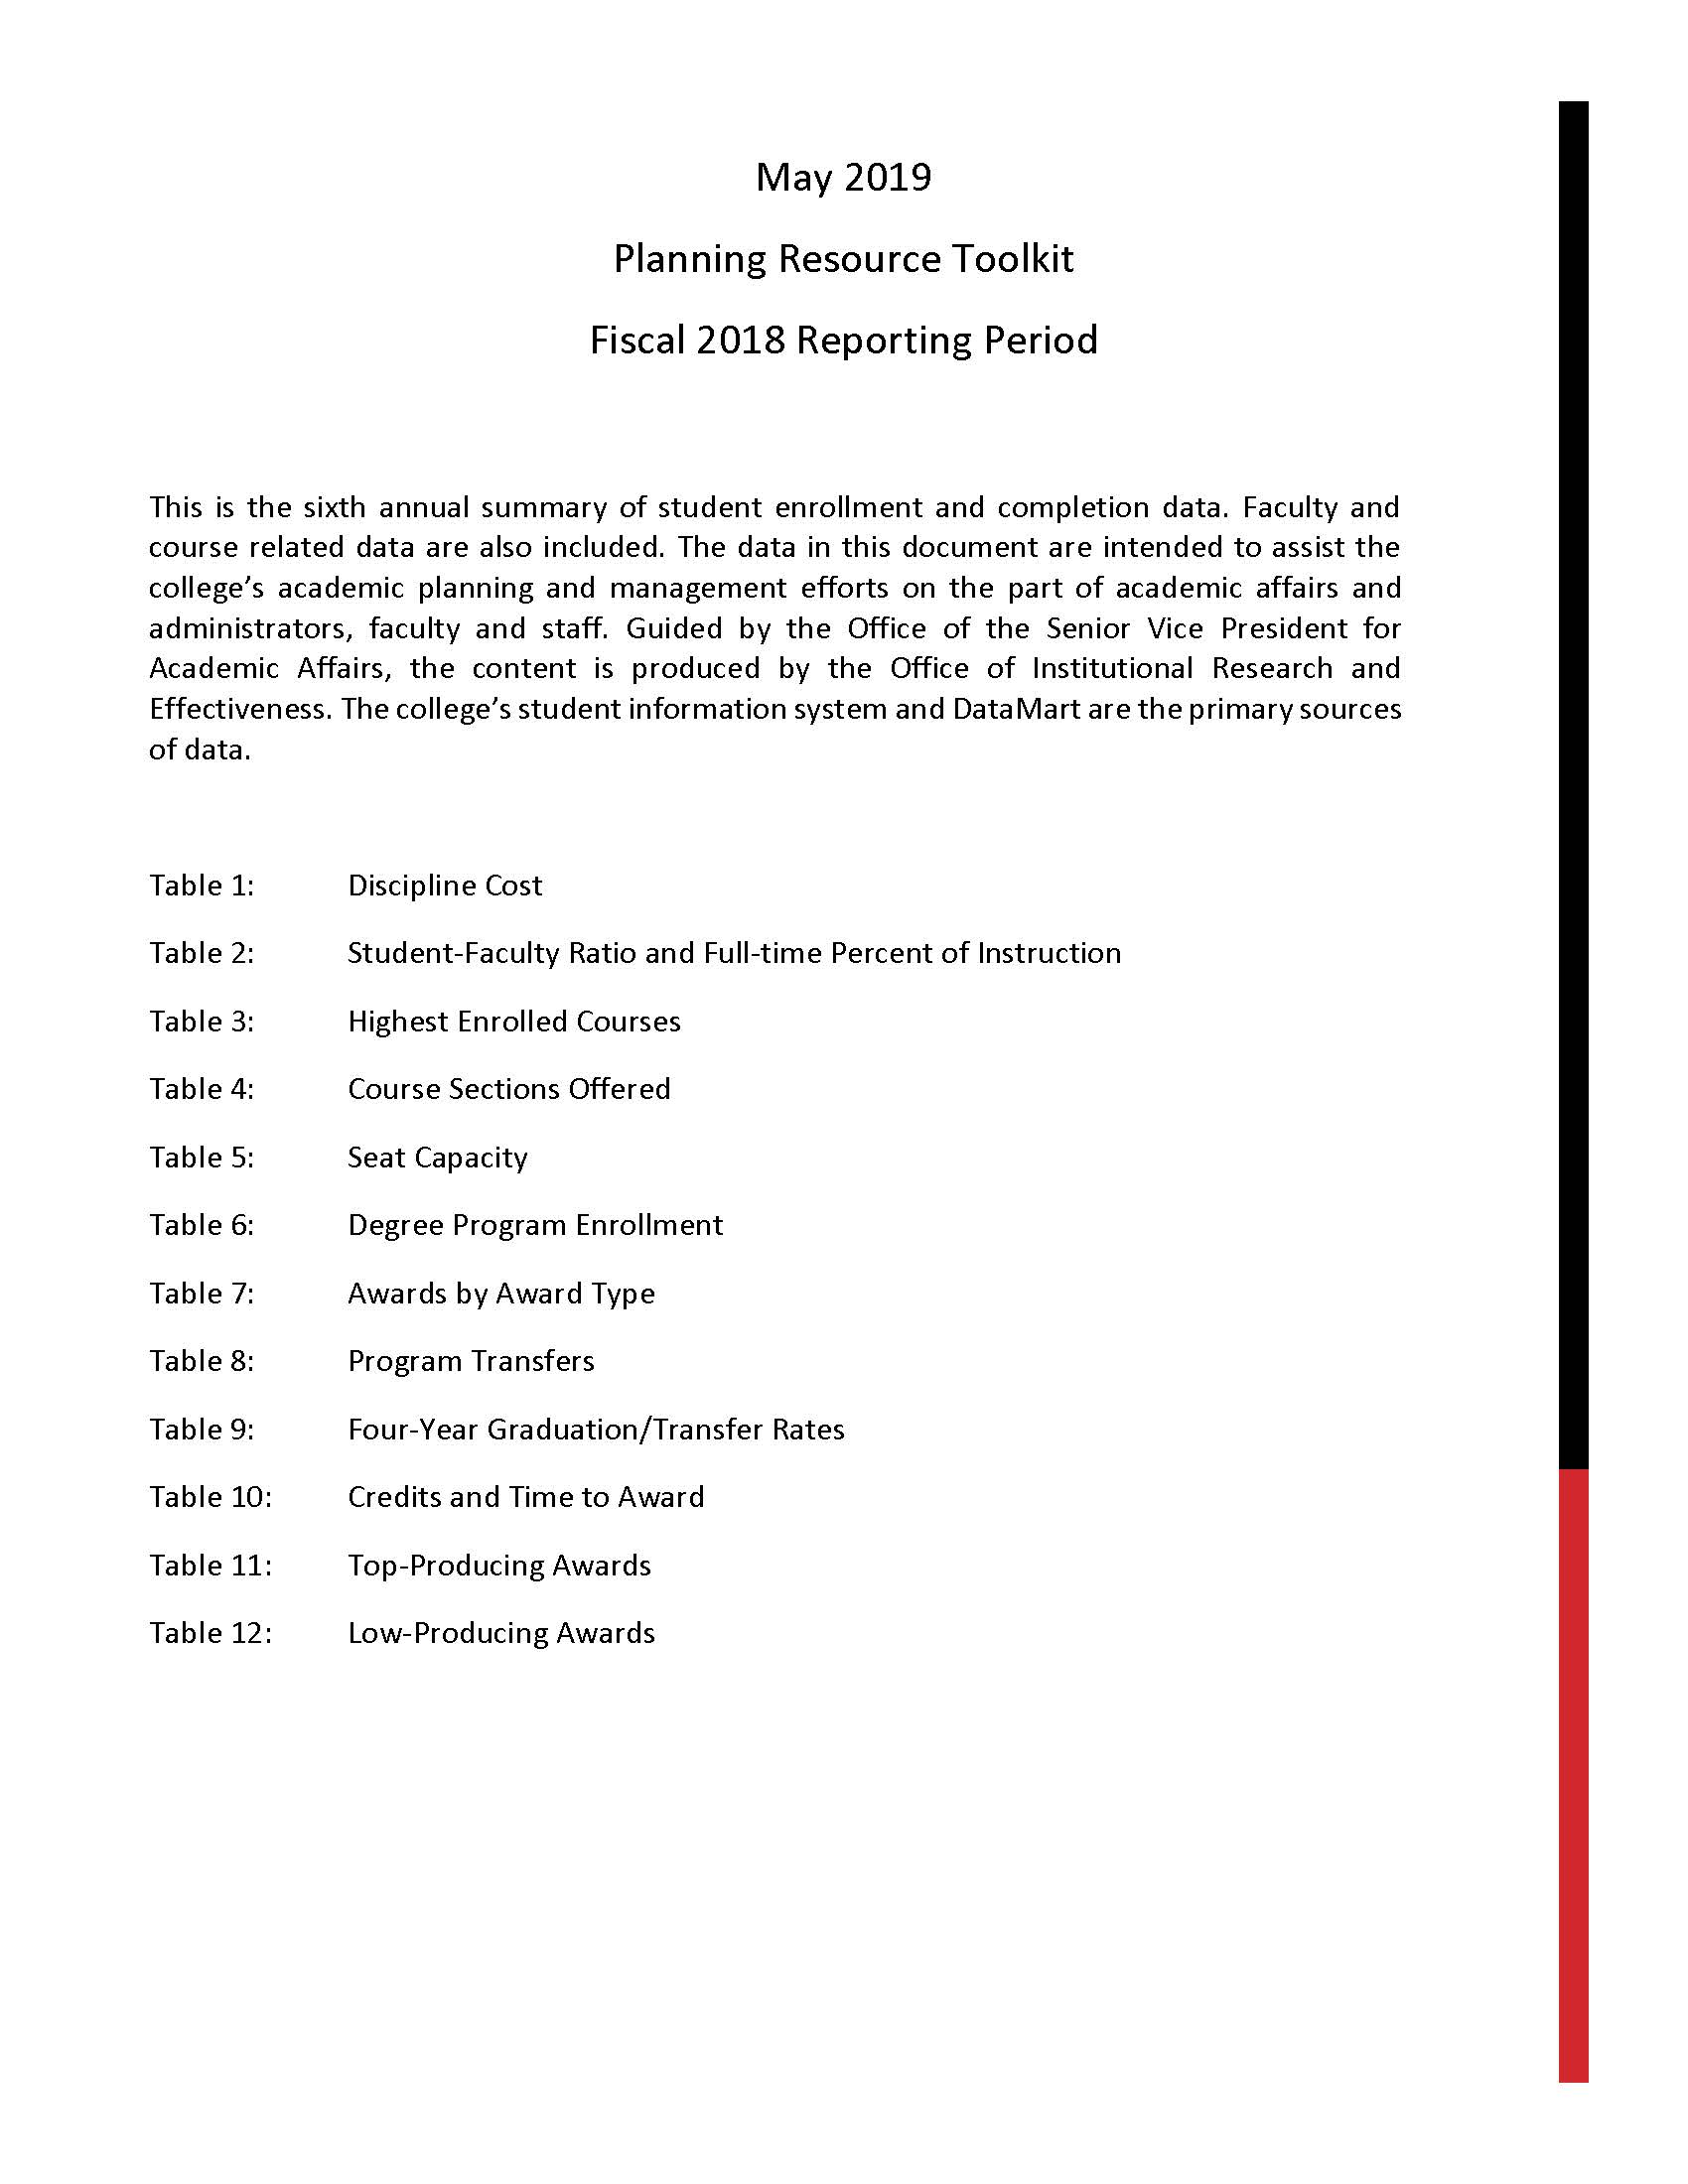 May 2019
Planning Resource Toolkit
Fiscal 2018 Reporting Period
This is the sixth annual summary of student enrollment and completion data. Faculty and
course related data are also included. The data in this document are intended to assist the
college’s academic planning and management efforts on the part of academic affairs and
administrators, faculty and staff. Guided by the Office of the Senior Vice President for
Academic Affairs, the content is produced by the Office of Institutional Research and
Effectiveness. The college’s student information system and DataMart are the primary sources
of data.
Table 1: Discipline Cost
Table 2: Student-Faculty Ratio and Full-time Percent of Instruction
Table 3: Highest Enrolled Courses
Table 4: Course Sections Offered
Table 5: Seat Capacity
Table 6: Degree Program Enrollment
Table 7: Awards by Award Type
Table 8: Program Transfers
Table 9: Four-Year Graduation/Transfer Rates
Table 10: Credits and Time to Award
Table 11: Top-Producing Awards
Table 12: Low-Producing Awards